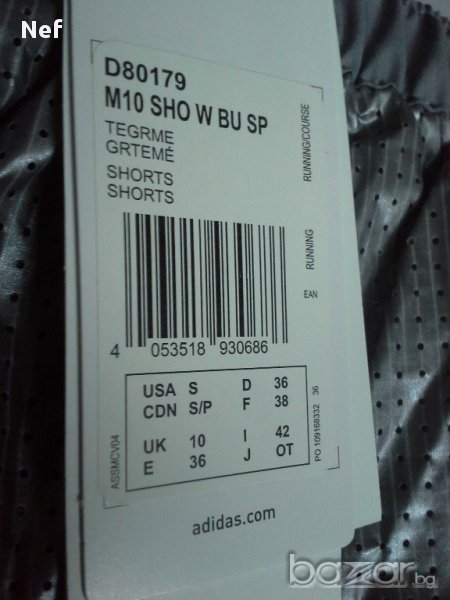 Nef
D80179
M10 SHO W BU SP
TEGRME
GRTEMÉ
SHORTS
SHORTS
RUNNING/COURSE
RUNNING
EAN
4 053518 930686
USA S D 36
CDN S/P F 38
UK 10 I 42
E 36 J OT
ASSMCV04
PO 109168332 36
adidas.com
bazar.bg